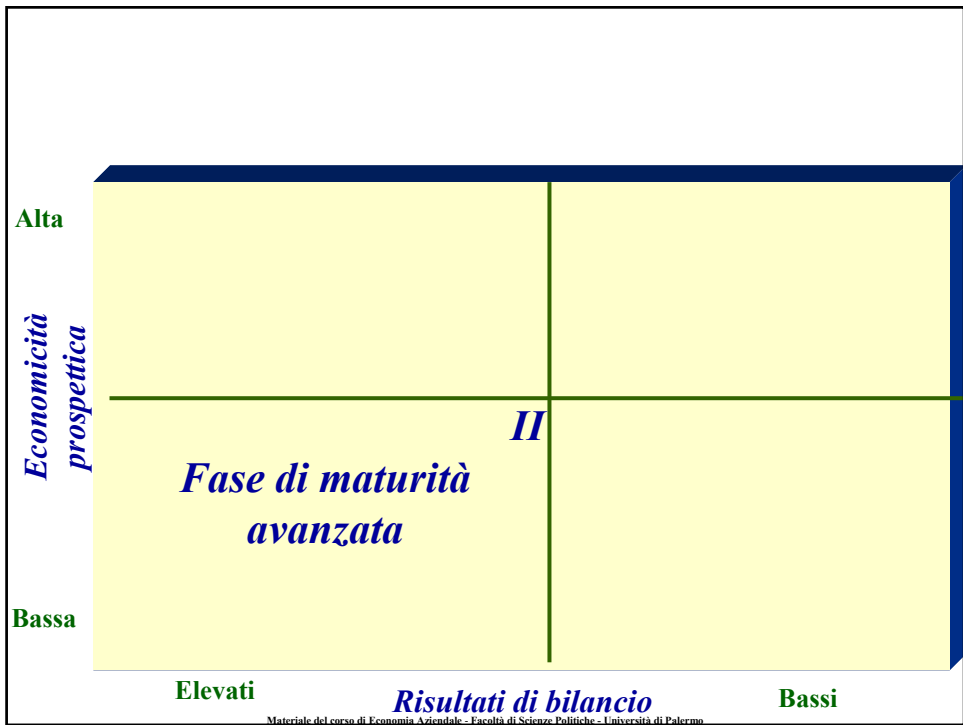 Alta
Economicità
prospettica
II
Fase di maturità
avanzata
Bassa
Elevati
Risultati di bilancio
Bassi
Materiale del corso di Economia Aziendale - Facoltà di Scienze Politiche - Università di Palermo